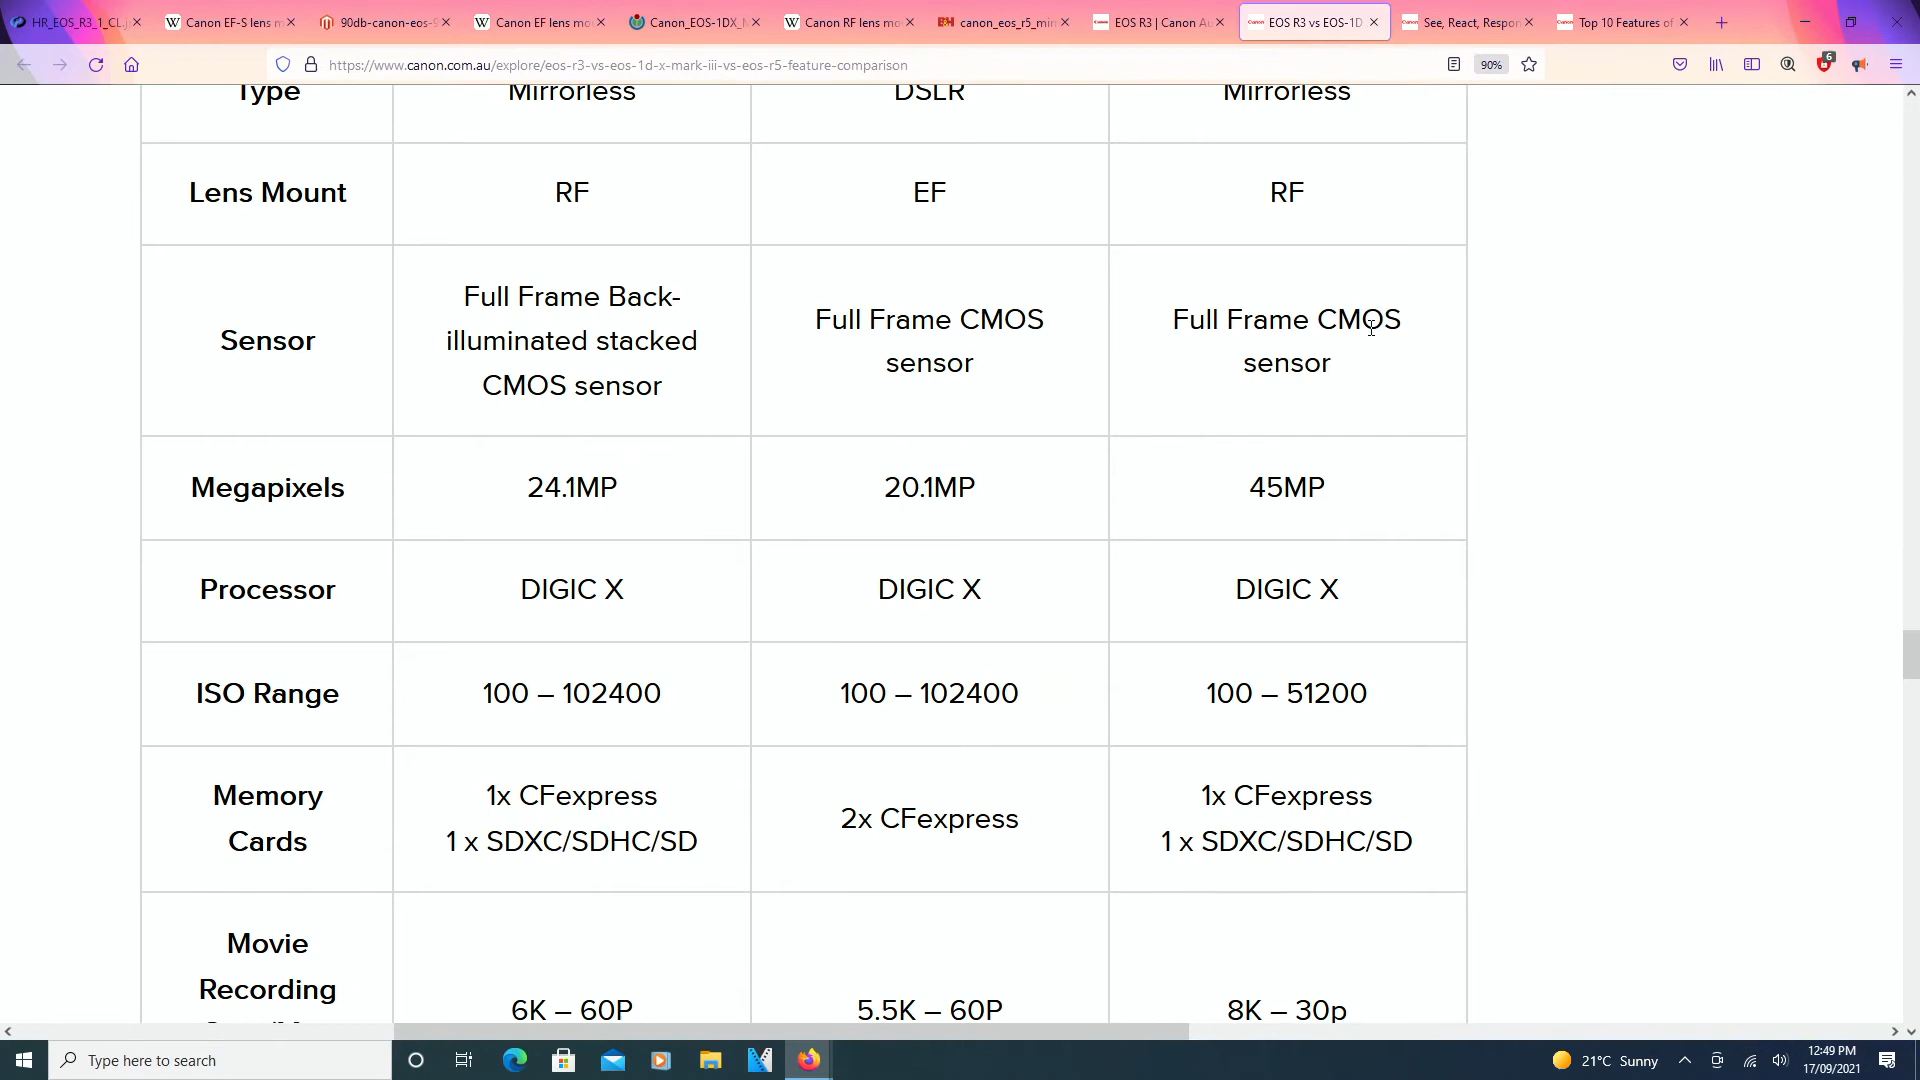 HR_EOS_R3_1_CL.j
Canon EF-S lens m
90db-canon-eos-
Canon EF lens mo
Canon_EOS-1DX_
Canon RF lens mo
canon_eos_r5_mir
EOS R3 | Canon Au
EOS R3 vs EOS-1D
See, React, Respon
Top 10 Features of
https://www.canon.com.au/explore/eos-r3-vs-eos-1d-x-mark-iii-vs-eos-r5-feature-comparison
90%
6
Type
Mirrorless
DSLR
Mirrorless
Lens Mount
RF
EF
RF
Sensor
Full Frame Back-
illuminated stacked
CMOS sensor
Full Frame CMOS
sensor
Full Frame CMOS
sensor
Megapixels
24.1MP
20.1MP
45MP
Processor
DIGIC X
DIGIC X
DIGIC X
ISO Range
100 – 102400
100 – 102400
100 – 51200
Memory
Cards
1x CFexpress
1 x SDXC/SDHC/SD
2x CFexpress
1x CFexpress
1 x SDXC/SDHC/SD
Movie
Recording
6K – 60P
5.5K – 60P
8K – 30p
Type here to search
21°C Sunny
12:49 PM
17/09/2021